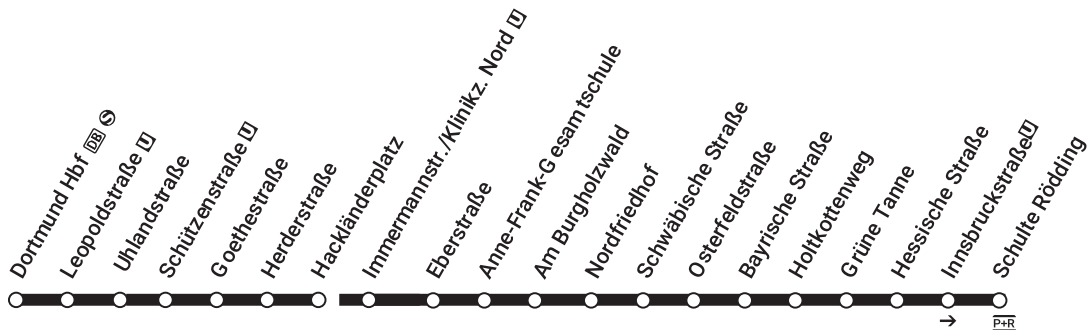 Dortmund Hbf DB S
Leopoldstraße U
Uhlandstraße
Schützenstraße U
Goethestraße
Herderstraße
Hackländerplatz
Immermannstr./Klinikz. Nord U
Eberstraße
Anne-Frank-Gesamtschule
Am Burgholzwald
Nordfriedhof
Schwäbische Straße
Osterfeldstraße
Bayrische Straße
Holtkottenweg
Grüne Tanne
Hessische Straße
Innsbruckstraße U
Schulte Rödding
→
P+R